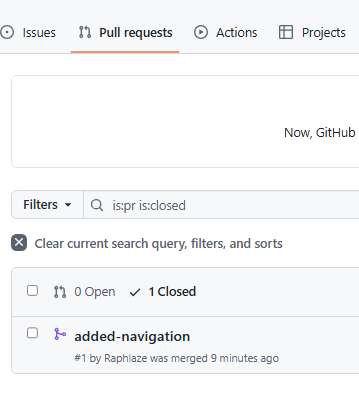 Issues Pull requests Actions Projects
Now, GitHub
Filters is:pr is:closed
Clear current search query, filters, and sorts
0 Open 1 Closed
added-navigation
#1 by Raphlaze was merged 9 minutes ago